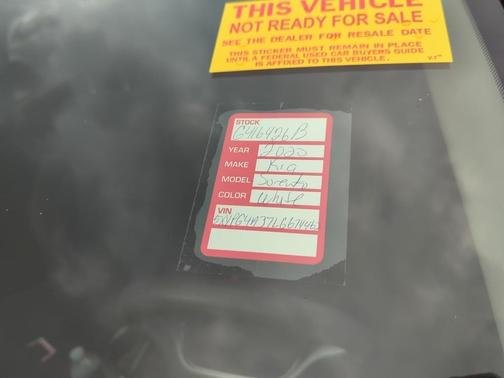 THIS VEHICLE
NOT READY FOR SALE
SEE THE DEALER FOR RESALE DATE
THIS STICKER MUST REMAIN IN PLACE
UNTIL A FEDERAL USED CAR BUYERS GUIDE
IS AFFIXED TO THIS VEHICLE.
STOCK
G416426B
YEAR 2020
MAKE Kia
MODEL Sorento
COLOR White
VIN